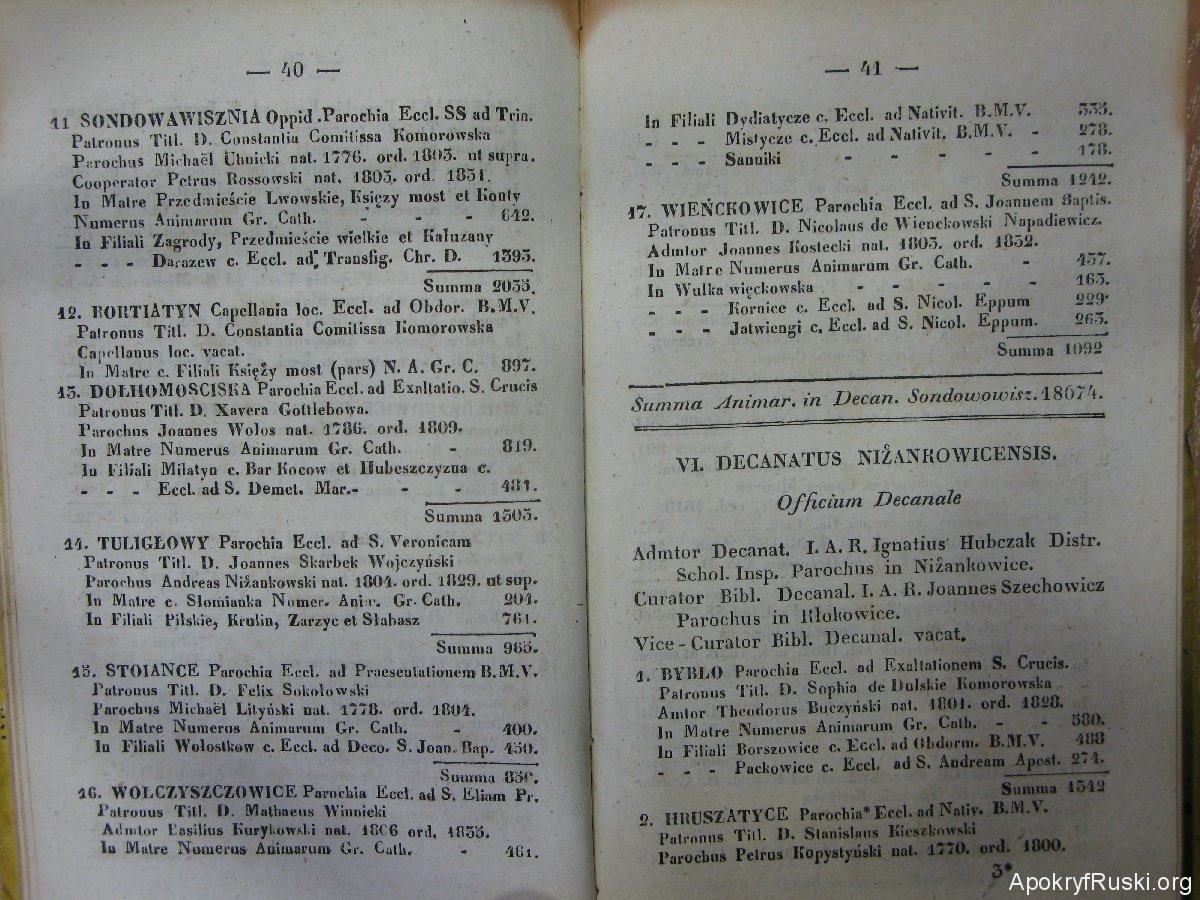 — 40 —
11 SONDOWAWISZNIA Oppid .Parochia Eccl. SS ad Trin.
Patronus Titl. D. Constantia Comitissa Komorowska
Parochus Michaël Uhnicki nat. 1776. ord. 1803. ut supra.
Cooperator Petrus Rossowski nat. 1803. ord. 1831.
In Matre Przedmieście Lwowskie, Księzy most et Konty
Numerus Animarum Gr. Cath. - - - 642.
In Filiali Zagrody, Przedmieście wielkie et Kałuzany
- - - Darazew c. Eccl. ad Transfig. Chr. D. 1393.
Summa 2035.
12. BORTIATYN Capellania loc. Eccl. ad Obdor. B.M.V.
Patronus Titl. D. Constantia Comitissa Komorowska
Capellanus loc. vacat.
In Matre c. Filiali Księży most (pars) N. A. Gr. C. 897.
13. DOŁHOMOSCISKA Parochia Eccl. ad Exaltatio. S. Crucis
Patronus Titl. D. Xavera Gottlebowa.
Parochus Joannes Wołos nat. 1786. ord. 1809.
In Matre Numerus Animarum Gr. Cath. - 819.
In Filiali Milatyn c. Bar Kocow et Hubeszczyzna c.
- - - Eccl. ad S. Demet. Mar.- - - 484.
Summa 1303.
14. TULIGŁOWY Parochia Eccl. ad S. Veronicam
Patronus Titl. D. Joannes Skarbek Wojczyński
Parochus Andreas Niżankowski nat. 1804. ord. 1829. ut sup.
In Matre c. Słomianka Numer. Anim. Gr. Cath. 204.
In Filiali Pilskie, Krulin, Zarzyc et Słabasz 761.
Summa 965.
15. STOIANCE Parochia Eccl. ad Praesentationem B.M.V.
Patronus Titl. D. Felix Sokołowski
Parochus Michaël Lityński nat. 1778. ord. 1804.
In Matre Numerus Animarum Gr. Cath. - 400.
In Filiali Wołostkow c. Eccl. ad Deco. S. Joan. Bap. 450.
Summa 850.
16. WOŁCZYSZCZOWICE Parochia Eccl. ad S. Eliam Pr.
Patronus Titl. D. Mathaeus Winnicki
Admtor Basilius Kuryłowski nat. 1806 ord, 1833.
In Matre Numerus Animarum Gr. Cath. - 461.
— 41 —
In Filiali Dydiatycze c. Eccl. ad Nativit. B.M.V. 335.
- - - Mistycze c. Eccl. ad Nativit. B.M.V. - 278.
- - - Sanniki - - - - - 178.
Summa 1242.
17. WIEŃCKOWICE Parochia Eccl. ad S. Joannem Baptis.
Patronus Titl. D. Nicolaus de Wienckowski Napadiewicz.
Admtor Joannes Kostecki nat. 1803. ord. 1832.
In Matre Numerus Animarum Gr. Cath. - 437.
In Wulka więckowska - - - - - 163.
- - - Kornice c. Eccl. ad S. Nicol. Eppum 229.
- - - Jatwiengi c. Eccl. ad S. Nicol. Eppum. 263.
Summa 1092
Summa Animar. in Decan. Sondowowisz. 18674.
VI. DECANATUS NIŻANKOWICENSIS.
Officium Decanale
Admtor Decanat. I. A. R. Ignatius Hubczak Distr.
Schol. Insp. Parochus in Niżankowice.
Curator Bibl. Decanal. I. A. R. Joannes Szechowicz
Parochus in Kłokowice.
Vice - Curator Bibl. Decanal. vacat.
1. BYBŁO Parochia Eccl. ad Exaltationem S. Crucis.
Patronus Titl. D. Sophia de Dulskie Komorowska
Amtor Theodorus Buczyński nat. 1801. ord. 1828.
In Matre Numerus Animarum Gr. Cath. - - 580.
In Filiali Borszowice c. Eccl. ad Obdorm. B.M.V. 488
- - - Packowice c. Eccl. ad S. Andream Apost. 274.
Summa 1342
2. HRUSZATYCE Parochia* Eccl. ad Nativ. B.M.V.
Patronus Titl. D. Stanislaus Kieszkowski
Parochus Petrus Kopystyński nat. 1770. ord. 1800.
3*
ApokryfRuski.org